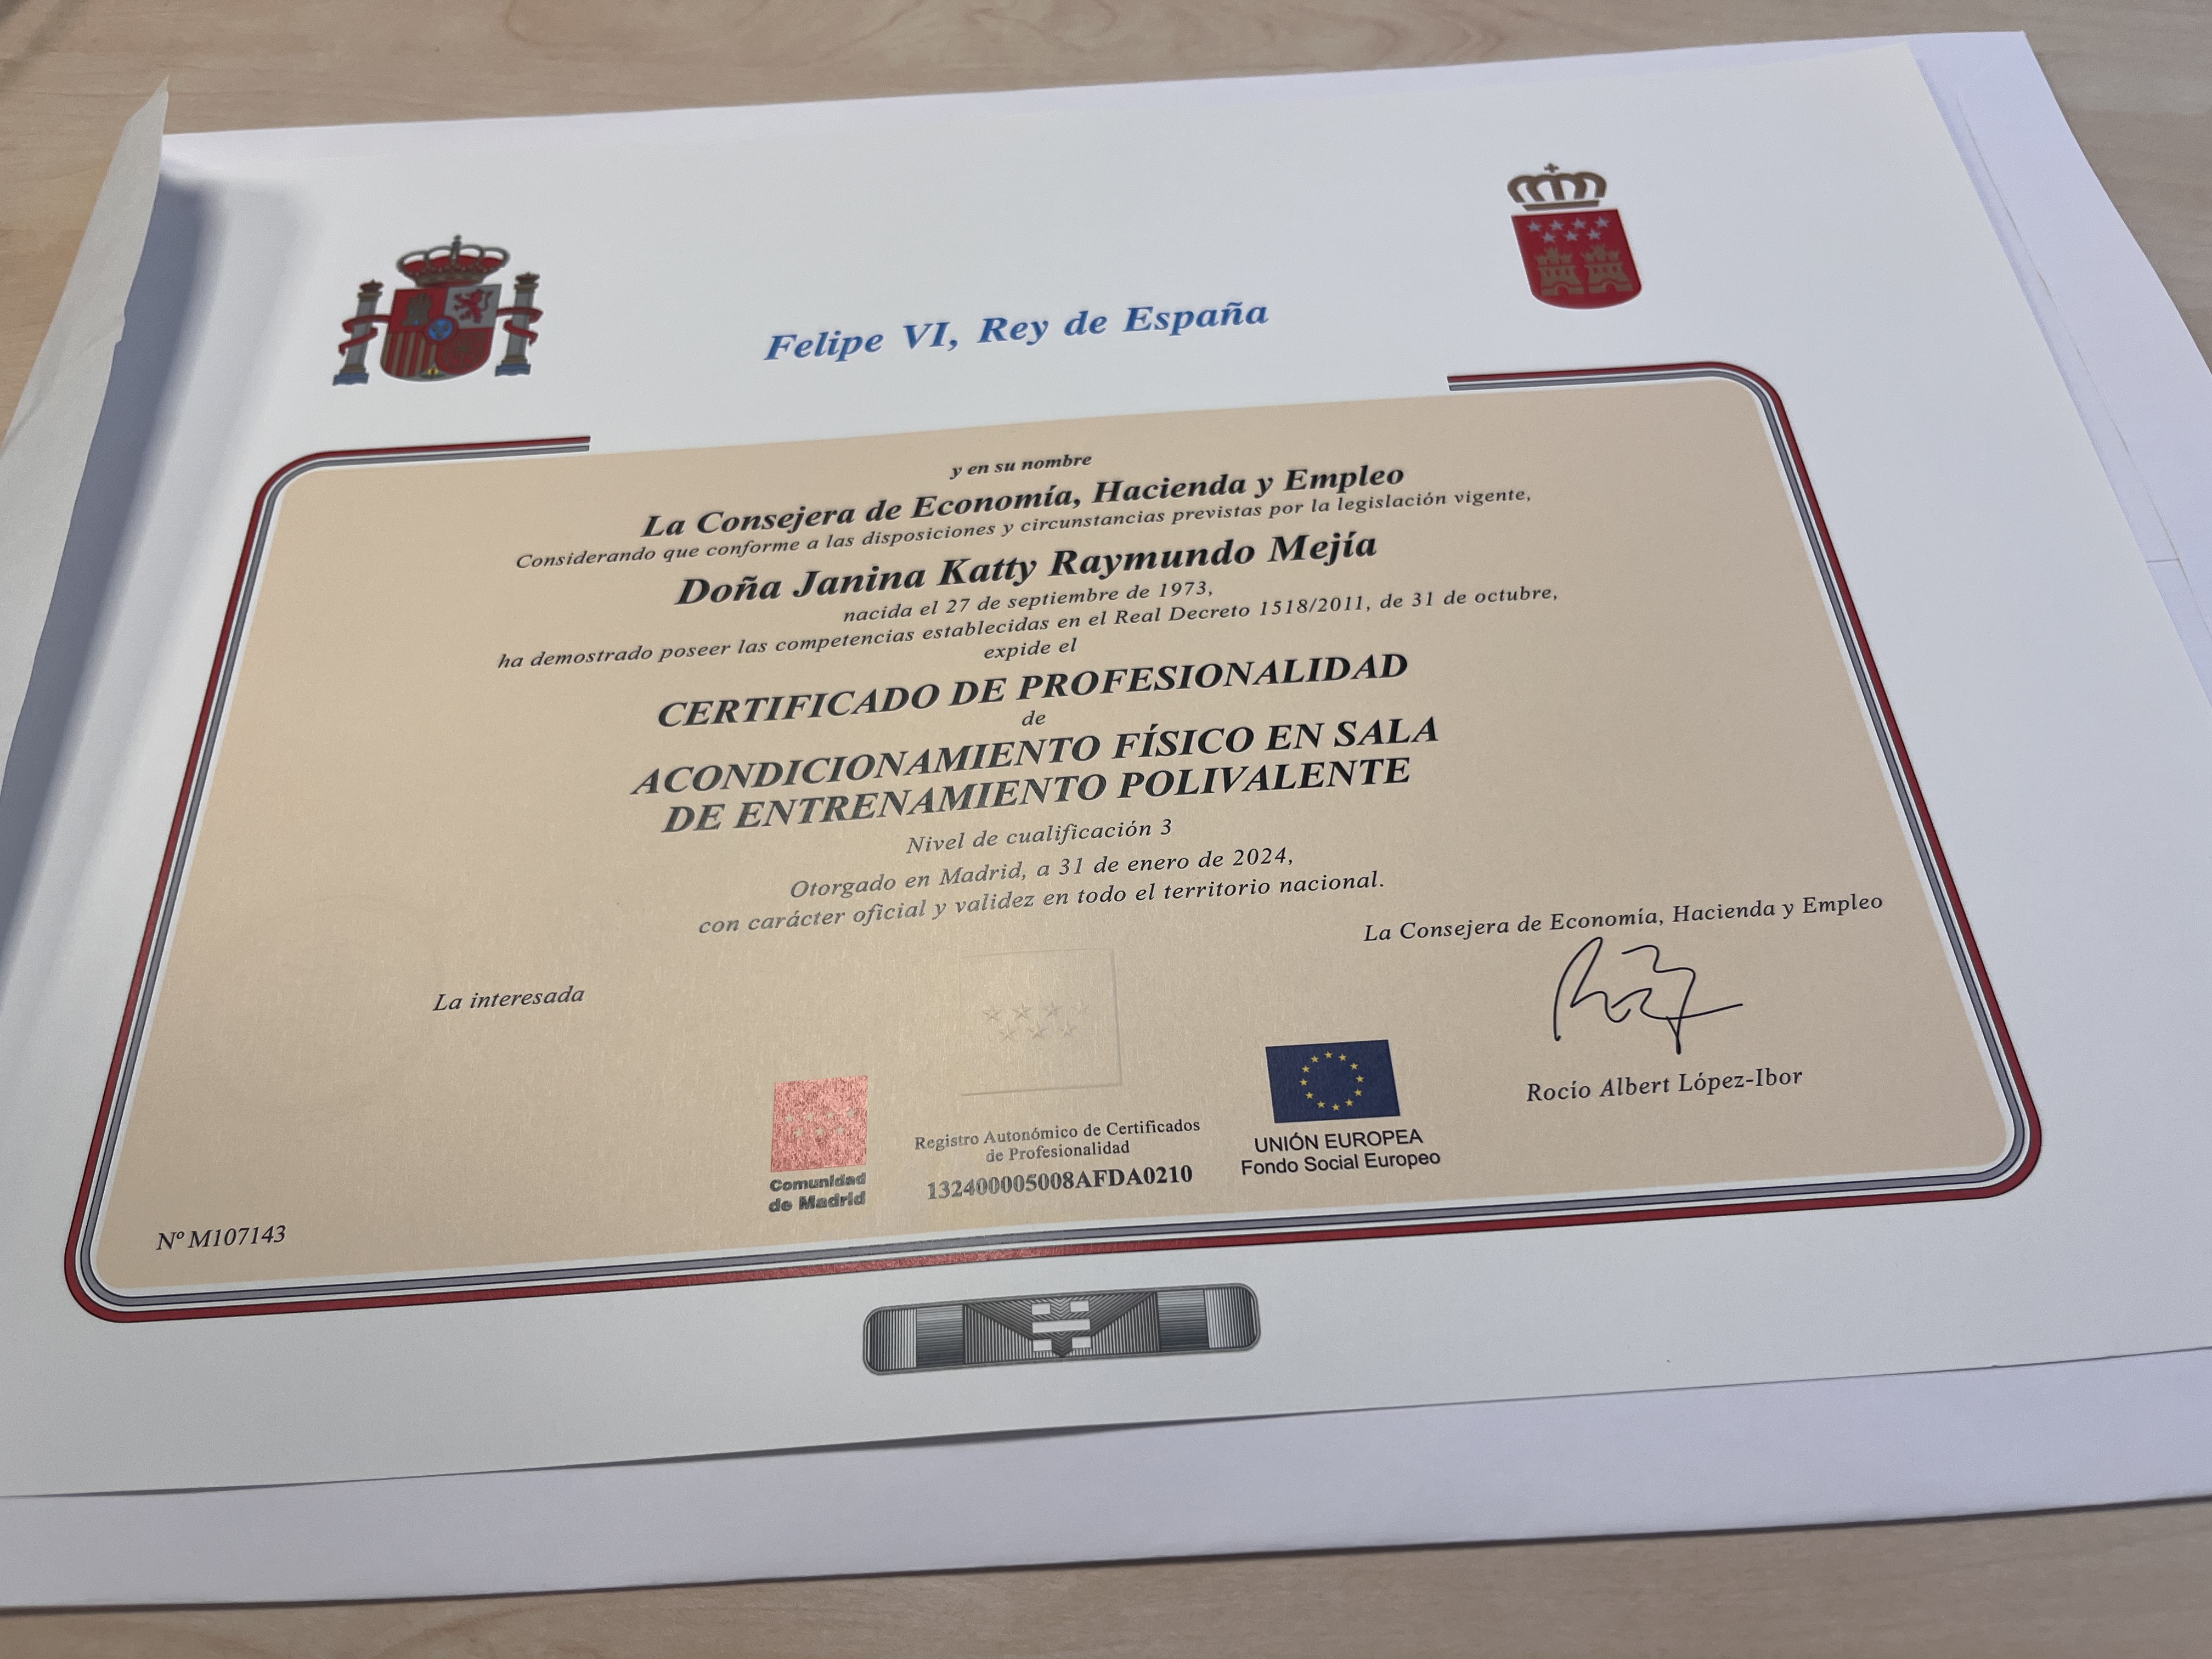 Felipe VI, Rey de España
y en su nombre
La Consejera de Economía, Hacienda y Empleo
Considerando que conforme a las disposiciones y circunstancias previstas por la legislación vigente,
Doña Janina Katty Raymundo Mejía
nacida el 27 de septiembre de 1973,
ha demostrado poseer las competencias establecidas en el Real Decreto 1518/2011, de 31 de octubre,
expide el
CERTIFICADO DE PROFESIONALIDAD
de
ACONDICIONAMIENTO FÍSICO EN SALA
DE ENTRENAMIENTO POLIVALENTE
Nivel de cualificación 3
Otorgado en Madrid, a 31 de enero de 2024,
con carácter oficial y validez en todo el territorio nacional.
La Consejera de Economía, Hacienda y Empleo
La interesada
Rocío Albert López-Ibor
Comunidad
de Madrid
Registro Autonómico de Certificados
de Profesionalidad
132400005008AFDA0210
UNIÓN EUROPEA
Fondo Social Europeo
Nº M107143